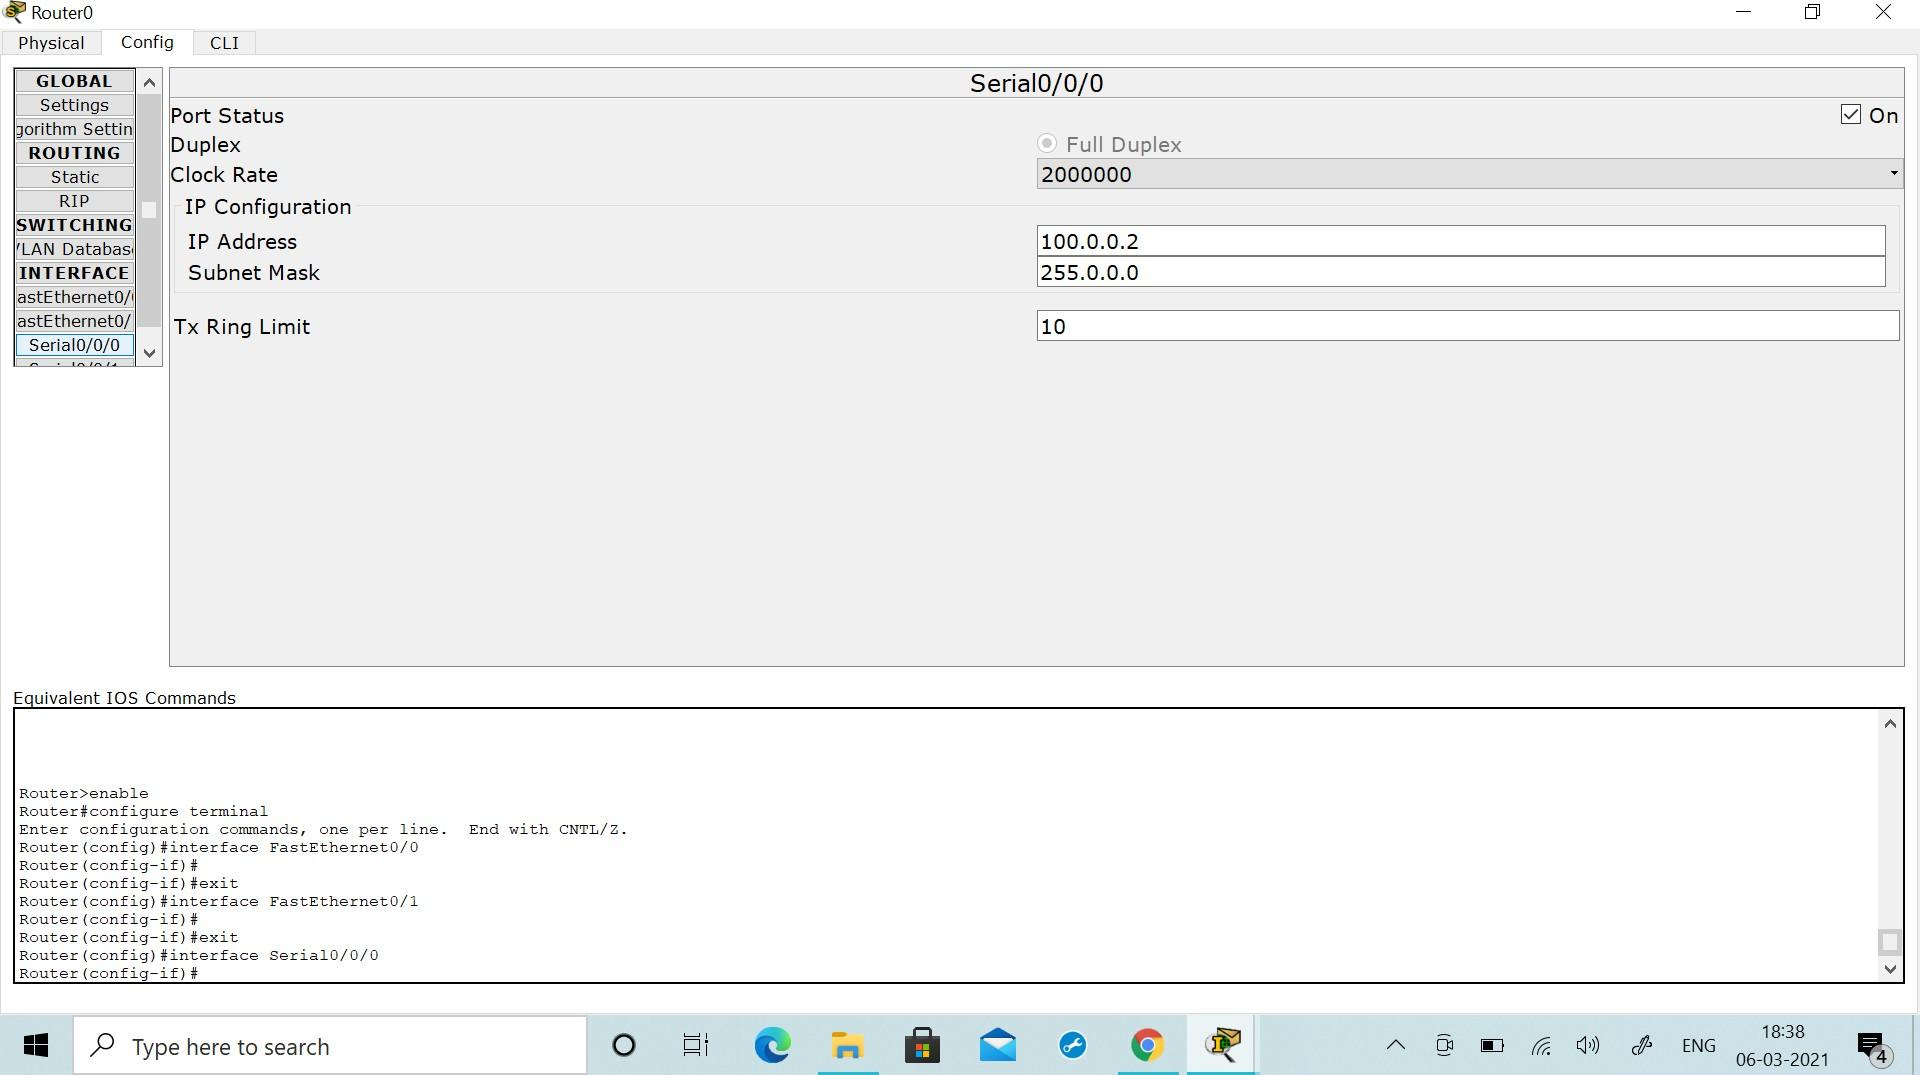 Router0
Physical
Config
CLI
GLOBAL
Settings
gorithm Settin
ROUTING
Static
RIP
SWITCHING
LAN Databas
INTERFACE
astEthernet0/
astEthernet0/
Serial0/0/0
Serial0/0/0
Port Status
On
Duplex
Full Duplex
Clock Rate
2000000
IP Configuration
IP Address
100.0.0.2
Subnet Mask
255.0.0.0
Tx Ring Limit
10
Equivalent IOS Commands
Router>enable
Router#configure terminal
Enter configuration commands, one per line.  End with CNTL/Z.
Router(config)#interface FastEthernet0/0
Router(config-if)#
Router(config-if)#exit
Router(config)#interface FastEthernet0/1
Router(config-if)#
Router(config-if)#exit
Router(config)#interface Serial0/0/0
Router(config-if)#
Type here to search
ENG
18:38
06-03-2021
4